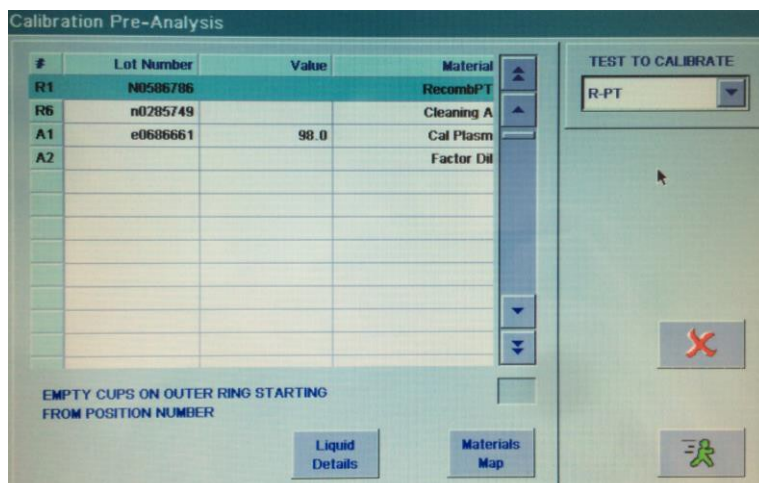 Calibration Pre-Analysis
# Lot Number Value Material
R1 N0586786 RecombPT
R6 n0285749 Cleaning A
A1 e0686661 98.0 Cal Plasm
A2 Factor Dil
TEST TO CALIBRATE
R-PT
EMPTY CUPS ON OUTER RING STARTING
FROM POSITION NUMBER
Liquid
Details
Materials
Map